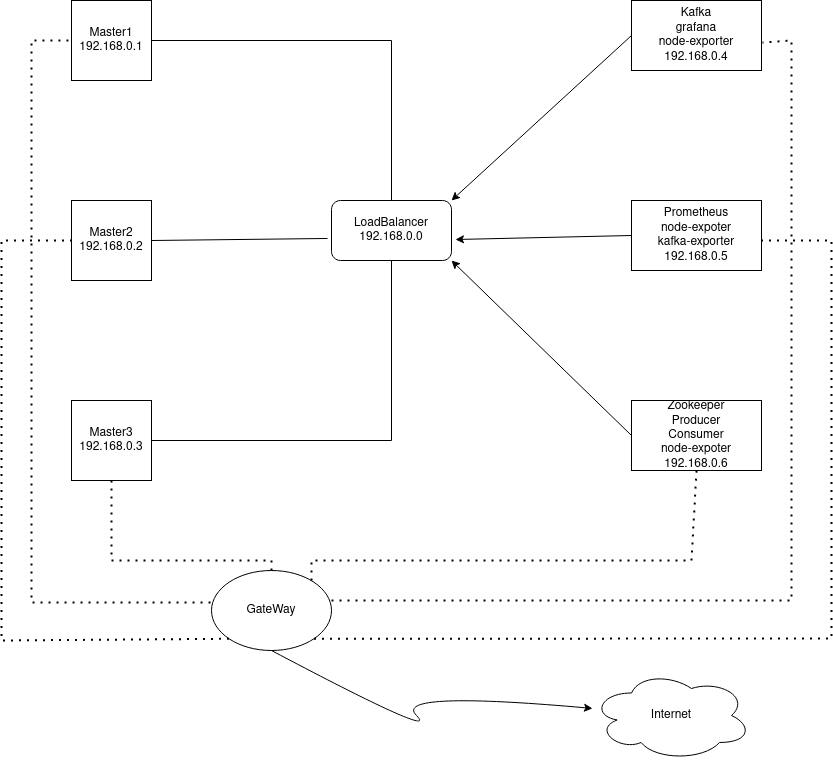 Master1
192.168.0.1
Kafka
grafana
node-exporter
192.168.0.4
Master2
192.168.0.2
LoadBalancer
192.168.0.0
Prometheus
node-expoter
kafka-exporter
192.168.0.5
Master3
192.168.0.3
Zookeeper
Producer
Consumer
node-expoter
192.168.0.6
GateWay
Internet